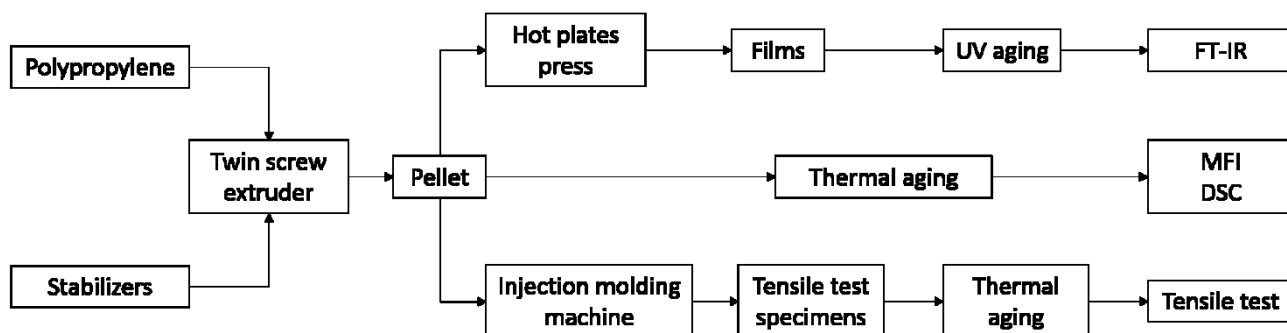 Polypropylene
Stabilizers
Twin screw
extruder
Pellet
Hot plates
press
Films
UV aging
FT-IR
Thermal aging
MFI
DSC
Injection molding
machine
Tensile test
specimens
Thermal
aging
Tensile test